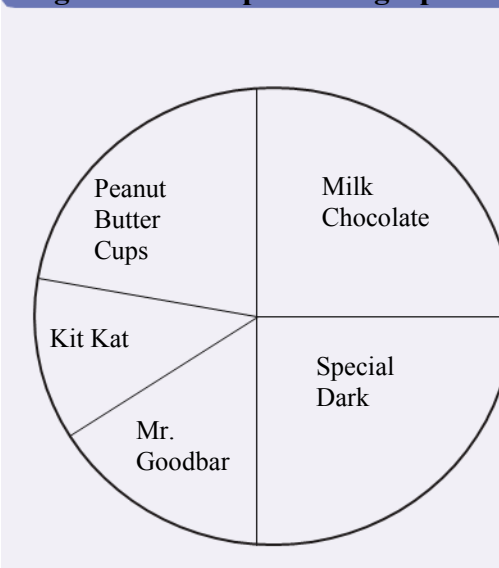 Peanut
Butter
Cups
Milk
Chocolate
Kit Kat
Special
Dark
Mr.
Goodbar